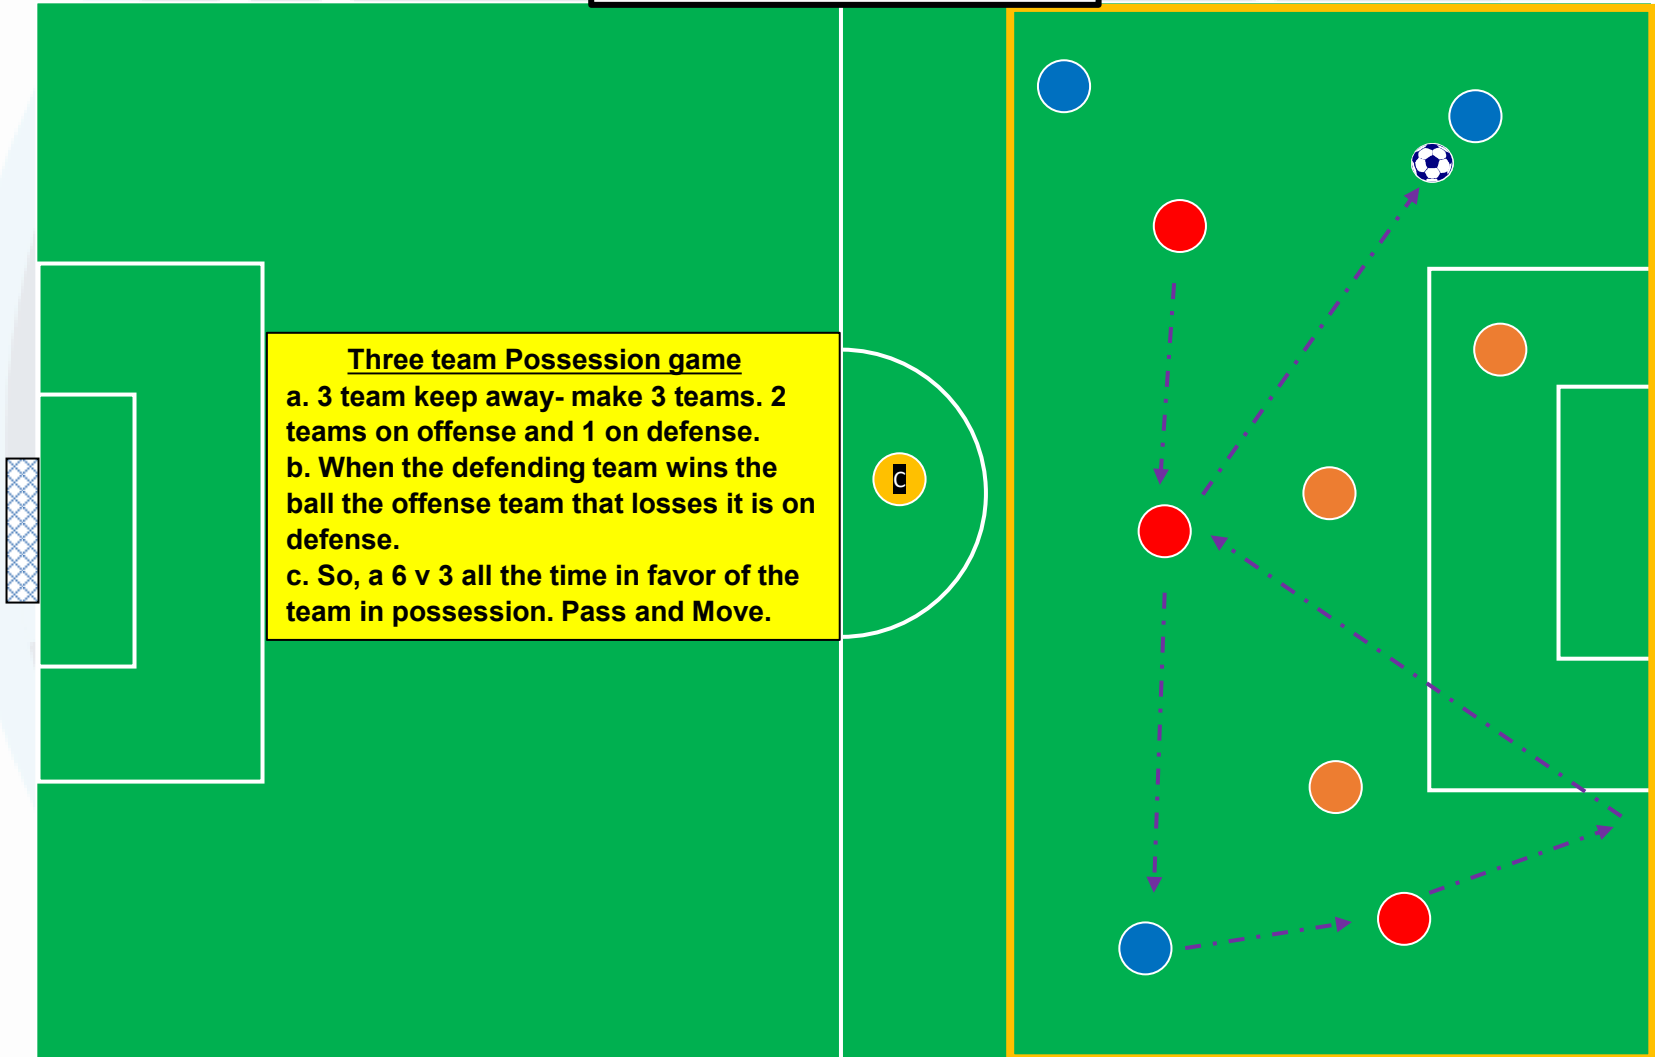 Three team Possession game
a. 3 team keep away- make 3 teams. 2
teams on offense and 1 on defense.
b. When the defending team wins the
ball the offense team that losses it is on
defense.
c. So, a 6 v 3 all the time in favor of the
team in possession. Pass and Move.
C